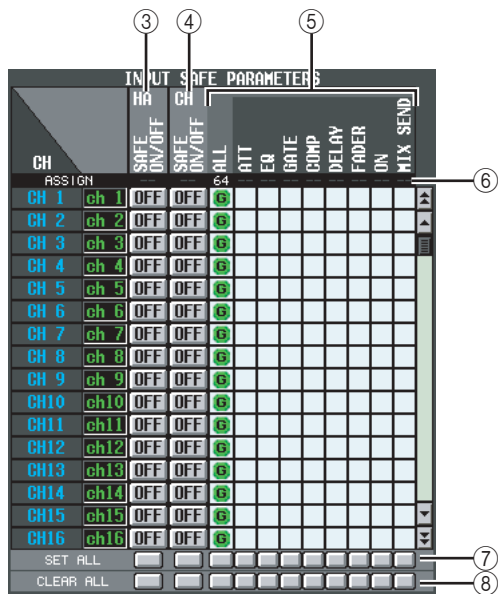 ③ ④ ⑤
INPUT SAFE PARAMETERS
HA CH
CH SAFE ON/OFF SAFE ON/OFF ALL ATT EQ GATE COMP DELAY FADER ON MIX SEND
ASSIGN -- -- 64 -- -- -- -- -- -- -- -- ⑥
CH 1 ch 1 OFF OFF G
CH 2 ch 2 OFF OFF G
CH 3 ch 3 OFF OFF G
CH 4 ch 4 OFF OFF G
CH 5 ch 5 OFF OFF G
CH 6 ch 6 OFF OFF G
CH 7 ch 7 OFF OFF G
CH 8 ch 8 OFF OFF G
CH 9 ch 9 OFF OFF G
CH10 ch10 OFF OFF G
CH11 ch11 OFF OFF G
CH12 ch12 OFF OFF G
CH13 ch13 OFF OFF G
CH14 ch14 OFF OFF G
CH15 ch15 OFF OFF G
CH16 ch16 OFF OFF G
SET ALL ⑦
CLEAR ALL ⑧